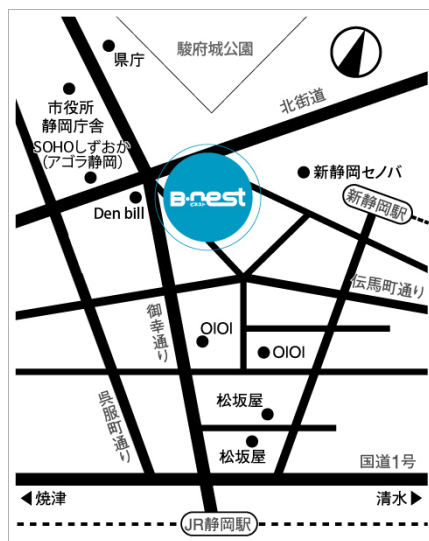 駿府城公園
県庁
北街道
市役所
静岡庁舎
SOHOしずおか
(アゴラ静岡)
B・nest
ビネスト
新静岡セノバ
新静岡駅
Den bill
伝馬町通り
御幸通り
OIOI
OIOI
呉服町通り
松坂屋
松坂屋
国道1号
◀焼津
清水▶
JR静岡駅